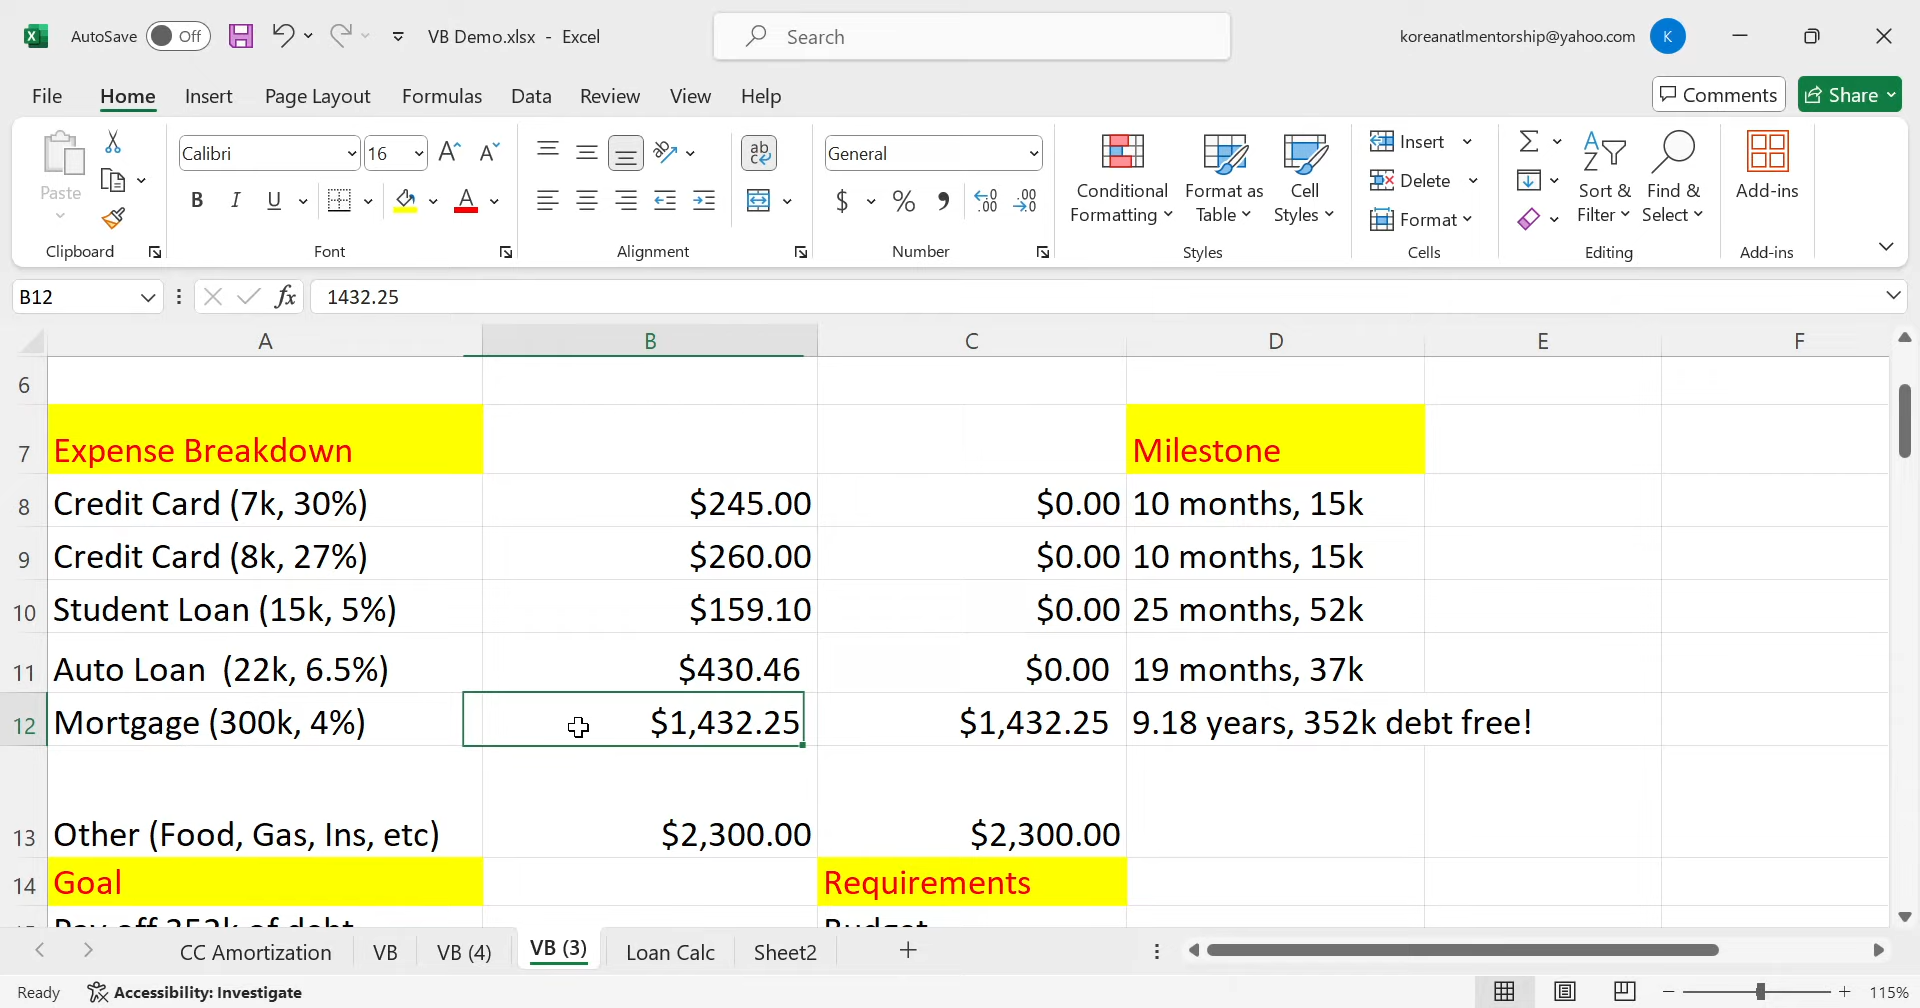 AutoSave Off VB Demo.xlsx - Excel Search koreanatlmentorship@yahoo.com K
File Home Insert Page Layout Formulas Data Review View Help Comments Share
Paste Calibri 16 General Conditional Formatting Format as Table Cell Styles Insert Delete Format Sort & Filter Find & Select Add-ins
Clipboard Font Alignment Number Styles Cells Editing Add-ins
B12 fx 1432.25
A B C D E F
6
7 Expense Breakdown Milestone
8 Credit Card (7k, 30%) $245.00 $0.00 10 months, 15k
9 Credit Card (8k, 27%) $260.00 $0.00 10 months, 15k
10 Student Loan (15k, 5%) $159.10 $0.00 25 months, 52k
11 Auto Loan (22k, 6.5%) $430.46 $0.00 19 months, 37k
12 Mortgage (300k, 4%) $1,432.25 $1,432.25 9.18 years, 352k debt free!
13 Other (Food, Gas, Ins, etc) $2,300.00 $2,300.00
14 Goal Requirements
Pay off 352k of debt Budget
CC Amortization VB VB (4) VB (3) Loan Calc Sheet2
Ready Accessibility: Investigate 115%